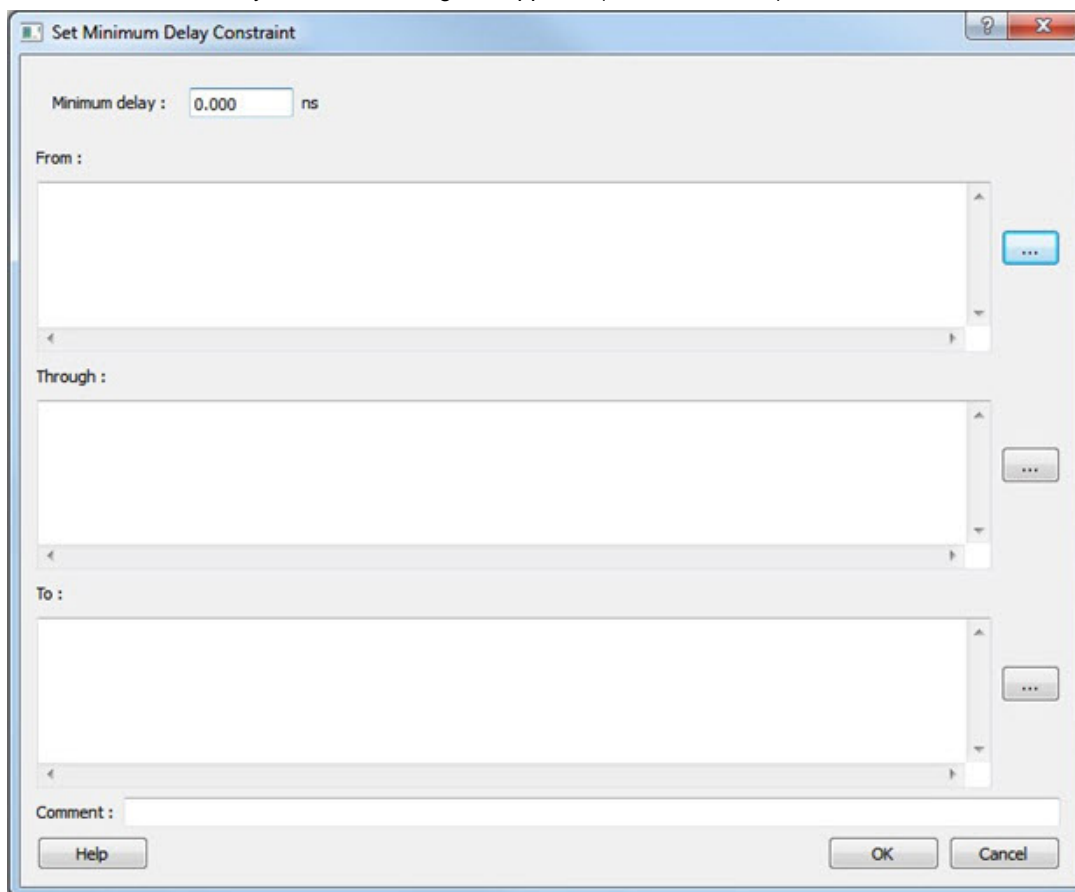 Set Minimum Delay Constraint
Minimum delay : 0.000 ns
From :
...
Through :
...
To :
...
Comment :
Help OK Cancel